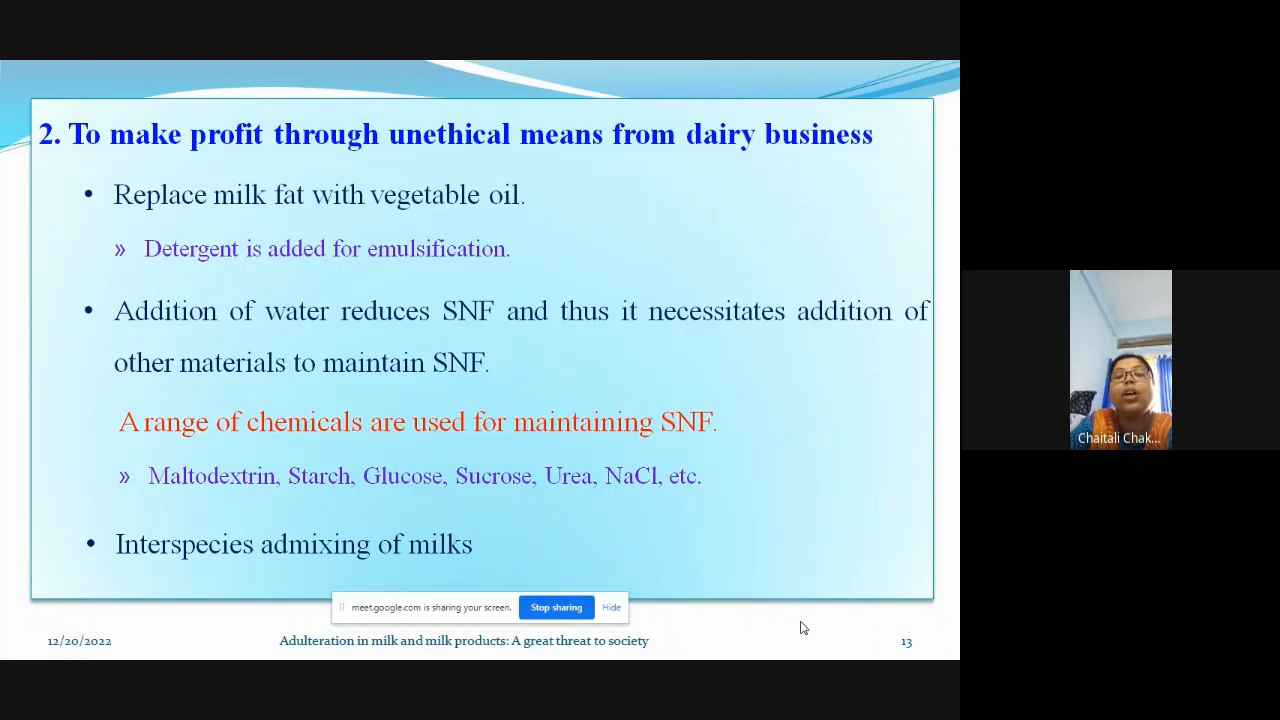 2. To make profit through unethical means from dairy business
• Replace milk fat with vegetable oil.
» Detergent is added for emulsification.
• Addition of water reduces SNF and thus it necessitates addition of
other materials to maintain SNF.
A range of chemicals are used for maintaining SNF.
» Maltodextrin, Starch, Glucose, Sucrose, Urea, NaCl, etc.
• Interspecies admixing of milks
meet.google.com is sharing your screen. Stop sharing Hide
12/20/2022 Adulteration in milk and milk products: A great threat to society 13
Chaitali Chak...